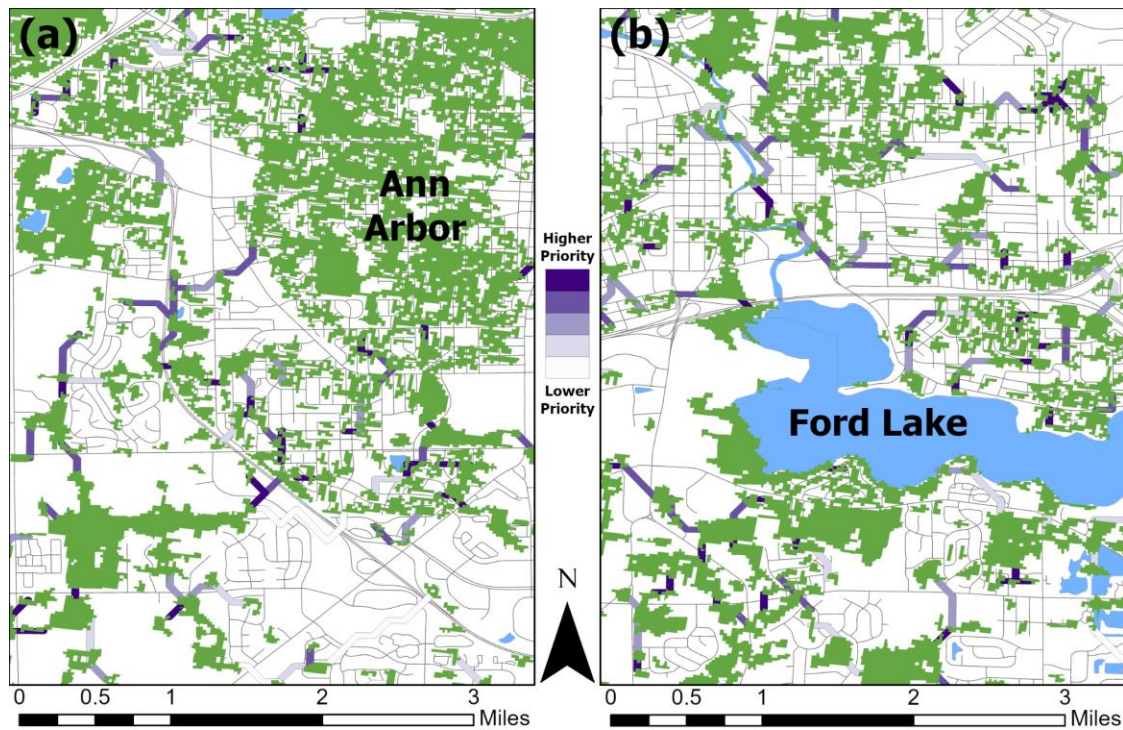 (a)
(b)
Ann
Arbor
Higher
Priority
Lower
Priority
Ford Lake
N
0 0.5 1 2 3
Miles
0 0.5 1 2 3
Miles